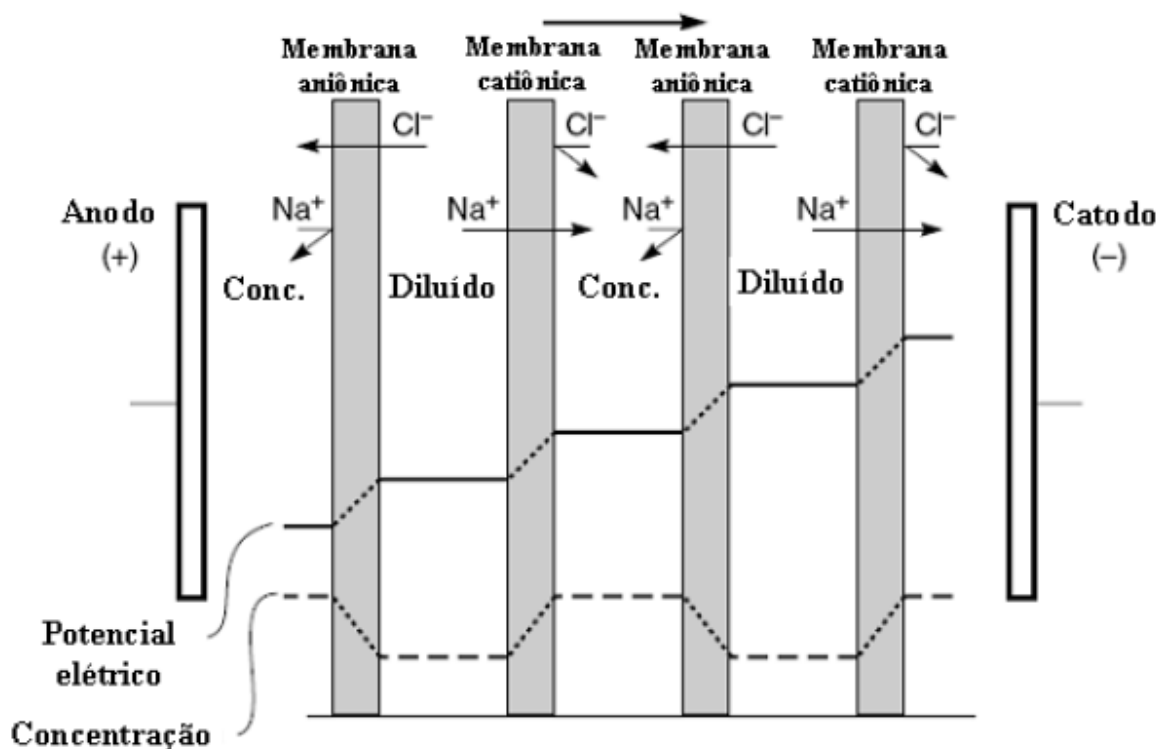 Membrana
aniônica
Membrana
catiônica
Membrana
aniônica
Membrana
catiônica
Cl⁻
Cl⁻
Cl⁻
Cl⁻
Anodo
(+)
Na⁺
Na⁺
Na⁺
Na⁺
Catodo
(−)
Conc.
Diluído
Conc.
Diluído
Potencial
elétrico
Concentração